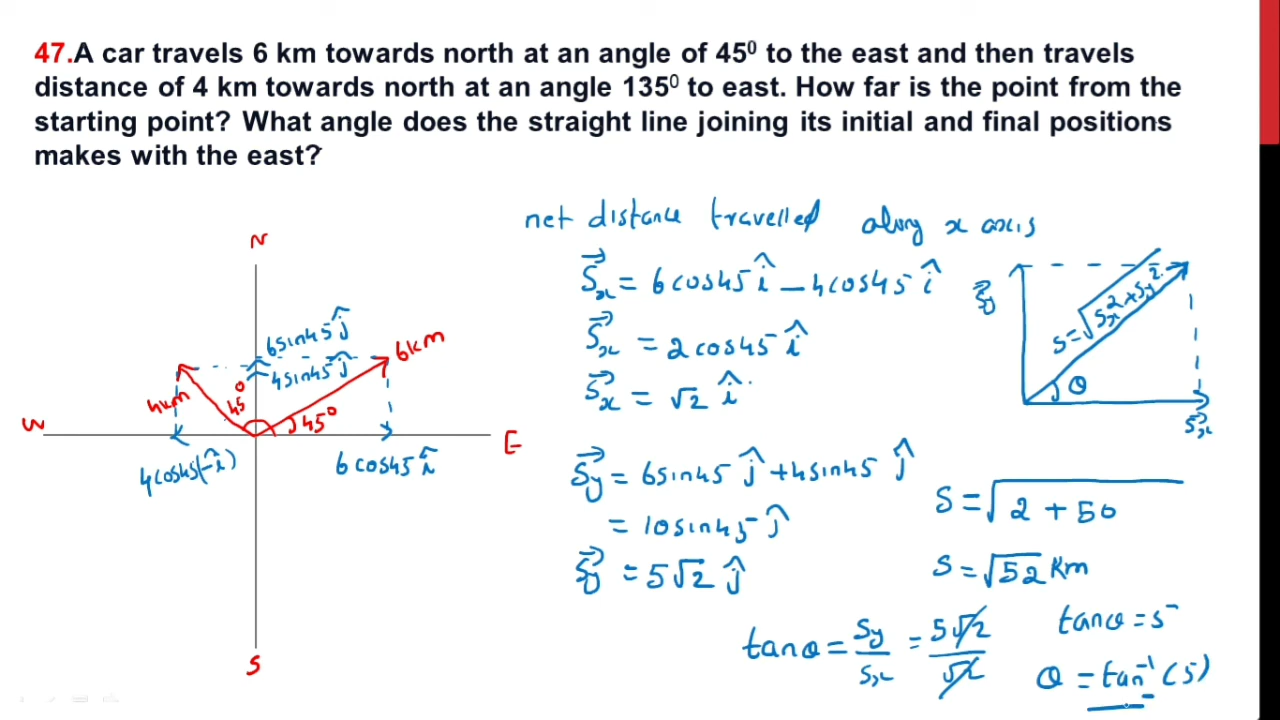 47.A car travels 6 km towards north at an angle of 45⁰ to the east and then travels
distance of 4 km towards north at an angle 135⁰ to east. How far is the point from the
starting point? What angle does the straight line joining its initial and final positions
makes with the east?
net distance travelled along x axis
N
6sin45 ĵ
4sin45 ĵ
6km
4km
45°
45°
W
E
4cos45(-î)
6 cos45 î
S
S⃗x = 6cos45 î – 4cos45 î
S⃗x = 2cos45 î
S⃗x = √2 î
S⃗y = 6sin45 ĵ + 4sin45 ĵ
= 10sin45 ĵ
S⃗y = 5√2 ĵ
S⃗y
S=√Sx²+Sy²
θ
S⃗x
S = √2 + 50
S = √52 Km
tanθ = Sy/Sx = 5√2/√2
tanθ = 5
θ = tan⁻¹(5)